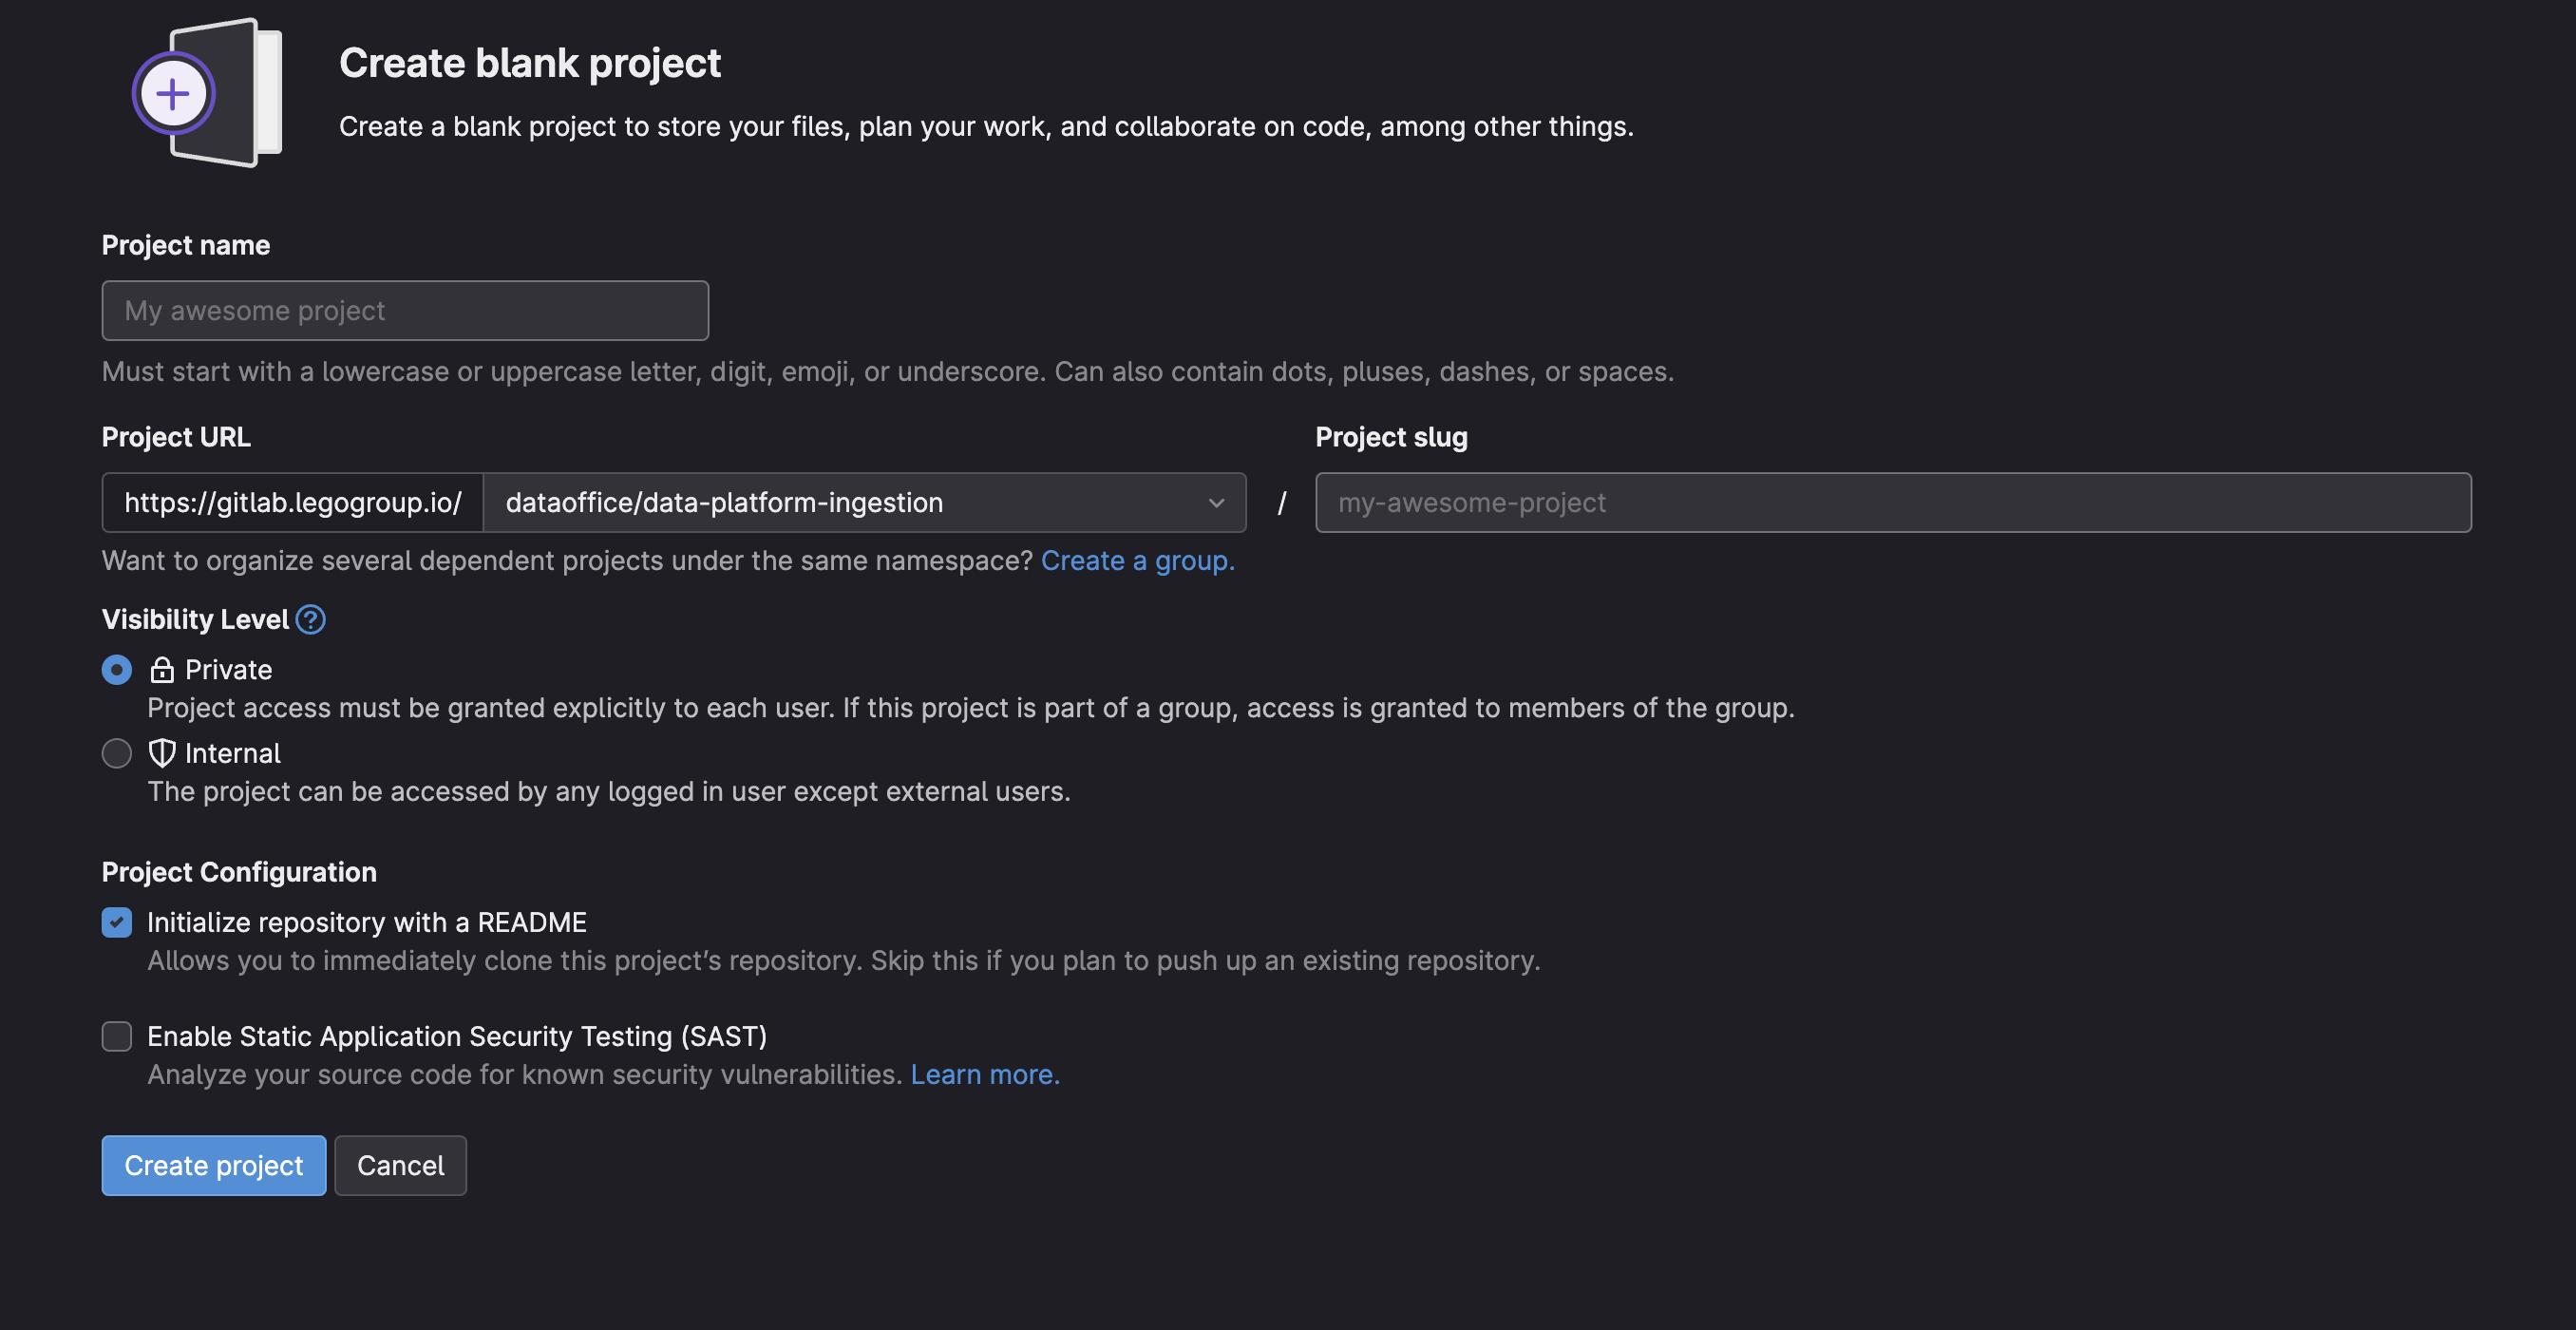 Create blank project
Create a blank project to store your files, plan your work, and collaborate on code, among other things.
Project name
My awesome project
Must start with a lowercase or uppercase letter, digit, emoji, or underscore. Can also contain dots, pluses, dashes, or spaces.
Project URL
Project slug
https://gitlab.legogroup.io/ dataoffice/data-platform-ingestion / my-awesome-project
Want to organize several dependent projects under the same namespace? Create a group.
Visibility Level
Private
Project access must be granted explicitly to each user. If this project is part of a group, access is granted to members of the group.
Internal
The project can be accessed by any logged in user except external users.
Project Configuration
Initialize repository with a README
Allows you to immediately clone this project’s repository. Skip this if you plan to push up an existing repository.
Enable Static Application Security Testing (SAST)
Analyze your source code for known security vulnerabilities. Learn more.
Create project
Cancel